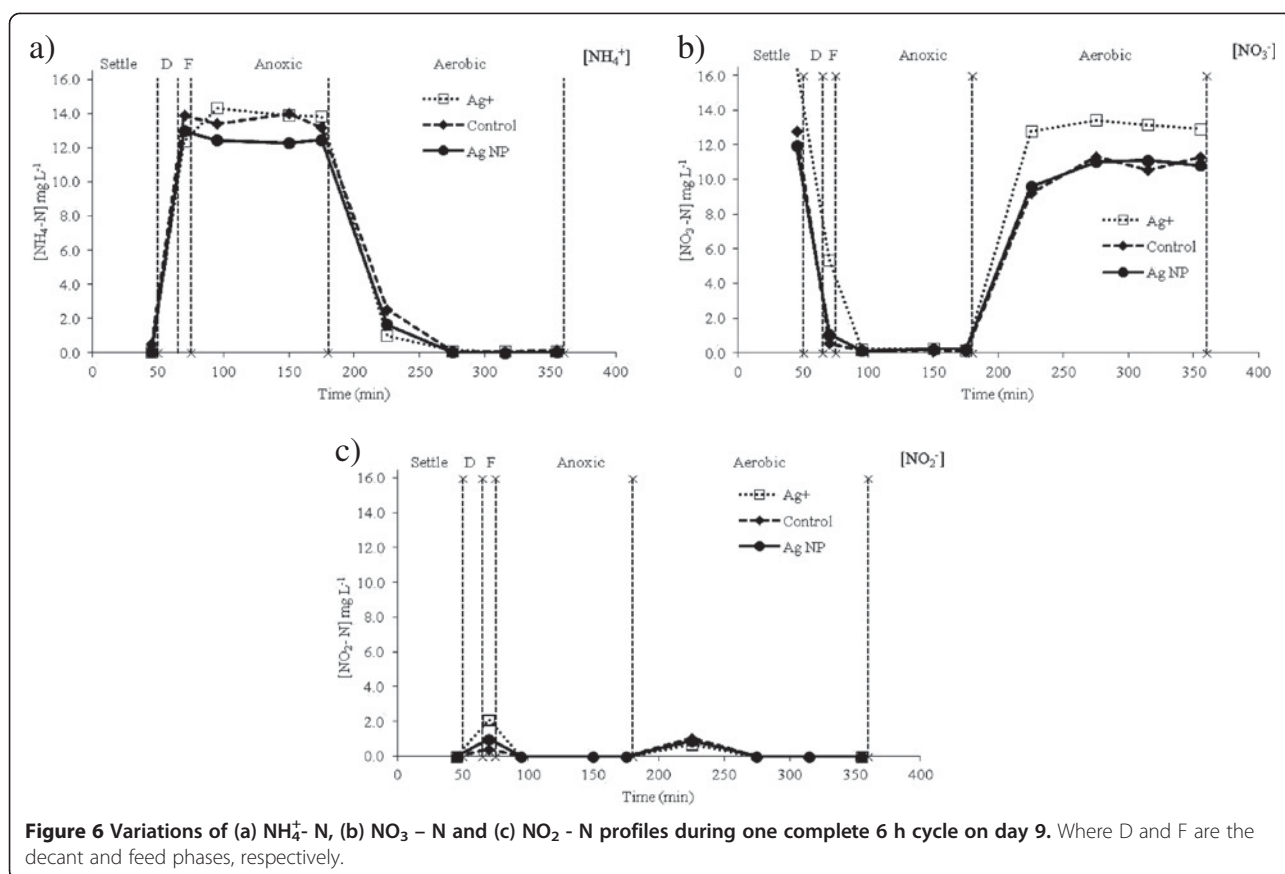 a)
[NH₄⁺]
Settle D F Anoxic Aerobic
16.0
14.0
12.0
10.0
8.0
6.0
4.0
2.0
0.0
[NH₄-N] mg L⁻¹
Ag+
Control
Ag NP
0 50 100 150 200 250 300 350 400
Time (min)
b)
[NO₃⁻]
Settle D F Anoxic Aerobic
16.0
14.0
12.0
10.0
8.0
6.0
4.0
2.0
0.0
[NO₃-N] mg L⁻¹
Ag+
Control
Ag NP
0 50 100 150 200 250 300 350 400
Time (min)
c)
[NO₂⁻]
Settle D F Anoxic Aerobic
16.0
14.0
12.0
10.0
8.0
6.0
4.0
2.0
0.0
[NO₂- N] mg L⁻¹
Ag+
Control
Ag NP
0 50 100 150 200 250 300 350 400
Time (min)
Figure 6 Variations of (a) NH₄⁺- N, (b) NO₃ – N and (c) NO₂ - N profiles during one complete 6 h cycle on day 9. Where D and F are the
decant and feed phases, respectively.